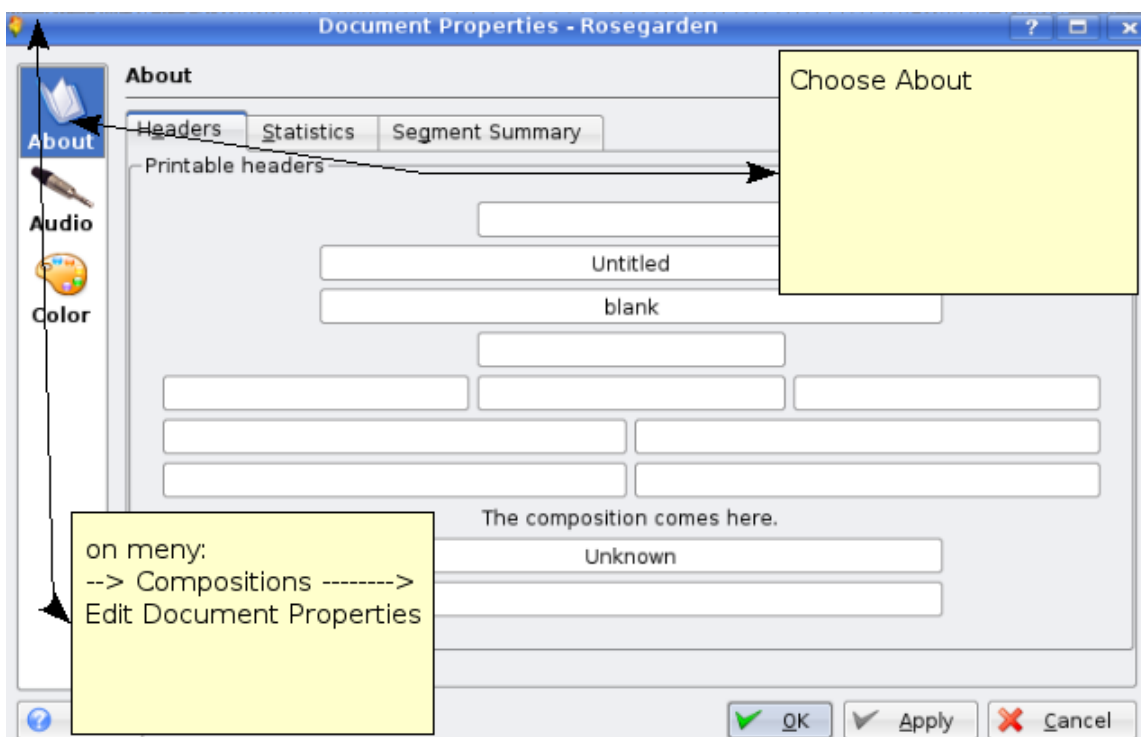 Document Properties - Rosegarden
About
Choose About
About
Headers Statistics Segment Summary
Printable headers
Audio
Untitled
Color
blank
The composition comes here.
Unknown
on meny:
--> Compositions -------->
Edit Document Properties
OK Apply Cancel